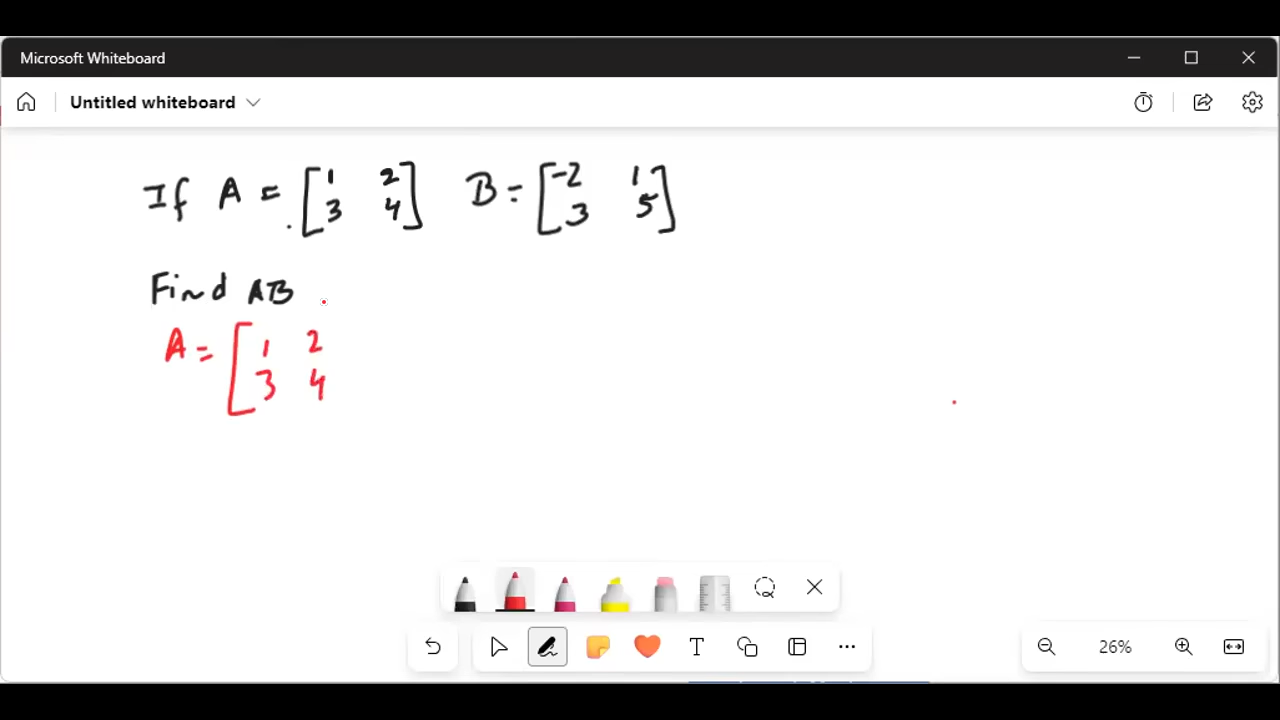 Microsoft Whiteboard
Untitled whiteboard
If A = [1 2 B = [-2 1
3 4] 3 5]
Find AB
A = [1 2
3 4
T
26%